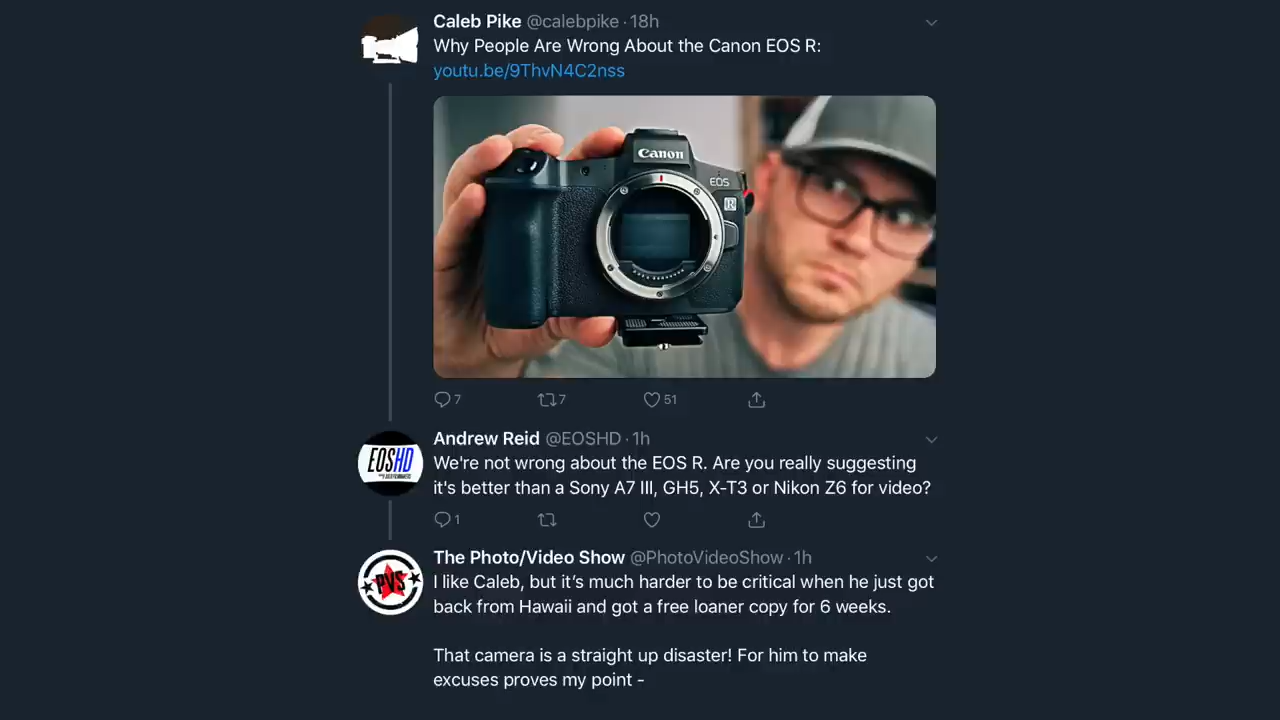 Caleb Pike @calebpike · 18h
Why People Are Wrong About the Canon EOS R:
youtu.be/9ThvN4C2nss
Canon
EOS
R
7 7 51
Andrew Reid @EOSHD · 1h
EOSHD
We're not wrong about the EOS R. Are you really suggesting
it's better than a Sony A7 III, GH5, X-T3 or Nikon Z6 for video?
1
The Photo/Video Show @PhotoVideoShow · 1h
PVS
I like Caleb, but it’s much harder to be critical when he just got
back from Hawaii and got a free loaner copy for 6 weeks.
That camera is a straight up disaster! For him to make
excuses proves my point -